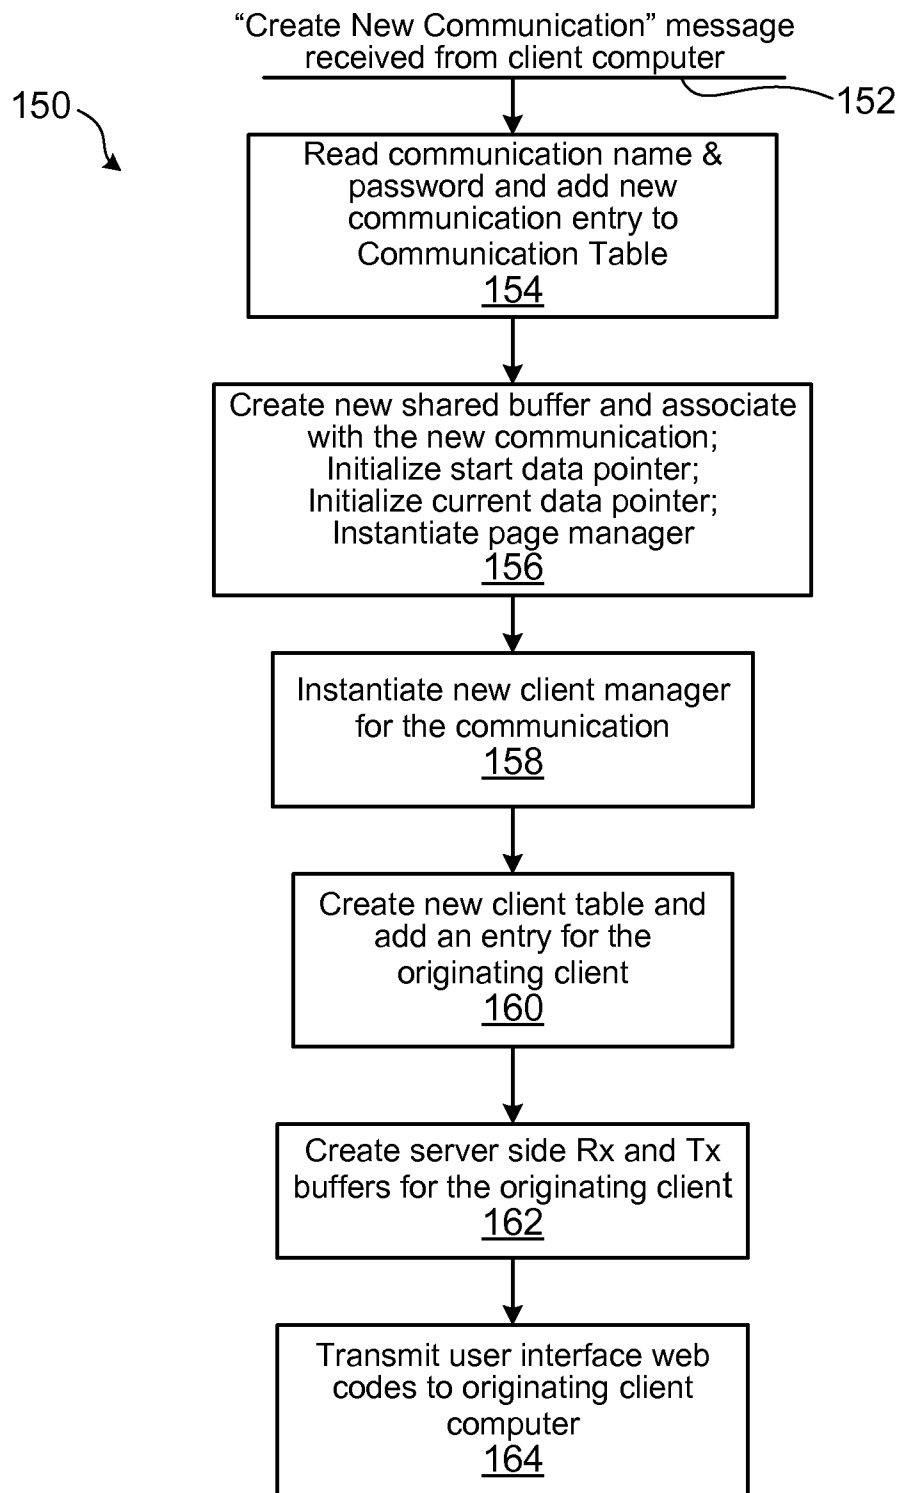 “Create New Communication” message
received from client computer
152
150
Read communication name &
password and add new
communication entry to
Communication Table
154
Create new shared buffer and associate
with the new communication;
Initialize start data pointer;
Initialize current data pointer;
Instantiate page manager
156
Instantiate new client manager
for the communication
158
Create new client table and
add an entry for the
originating client
160
Create server side Rx and Tx
buffers for the originating client
162
Transmit user interface web
codes to originating client
computer
164